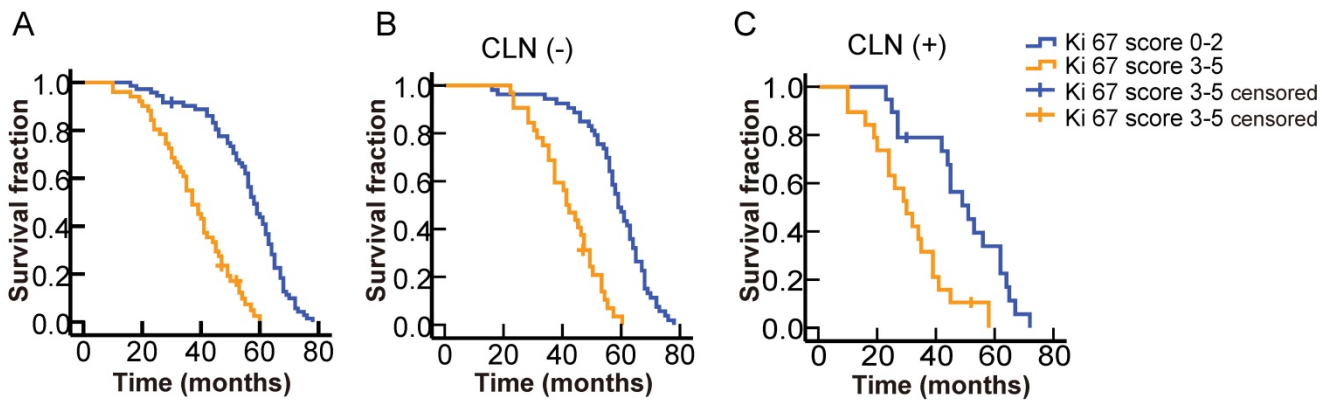 A
Survival fraction
1.0
0.8
0.6
0.4
0.2
0.0
0 20 40 60 80
Time (months)
B
CLN (-)
Survival fraction
1.0
0.8
0.6
0.4
0.2
0.0
0 20 40 60 80
Time (months)
C
CLN (+)
Survival fraction
1.0
0.8
0.6
0.4
0.2
0.0
0 20 40 60 80
Time (months)
Ki 67 score 0-2
Ki 67 score 3-5
Ki 67 score 3-5 censored
Ki 67 score 3-5 censored